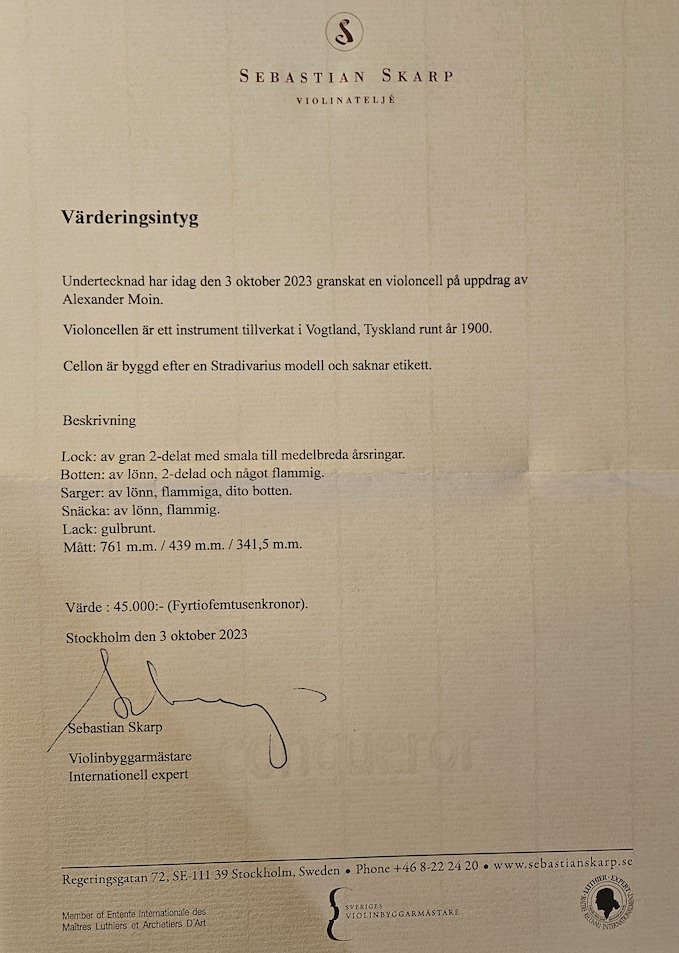 S
SEBASTIAN SKARP
VIOLINATELJÉ
Värderingsintyg
Undertecknad har idag den 3 oktober 2023 granskat en violoncell på uppdrag av
Alexander Moin.
Violoncellen är ett instrument tillverkat i Vogtland, Tyskland runt år 1900.
Cellon är byggd efter en Stradivarius modell och saknar etikett.
Beskrivning
Lock: av gran 2-delat med smala till medelbreda årsringar.
Botten: av lönn, 2-delad och något flammig.
Sarger: av lönn, flammiga, dito botten.
Snäcka: av lönn, flammig.
Lack: gulbrunt.
Mått: 761 m.m. / 439 m.m. / 341,5 m.m.
Värde : 45.000:- (Fyrtiofemtusenkronor).
Stockholm den 3 oktober 2023
Sebastian Skarp
Violinbyggarmästare
Internationell expert
Regeringsgatan 72, SE-111 39 Stockholm, Sweden • Phone +46 8-22 24 20 • www.sebastianskarp.se
Member of Entente Internationale des
Maîtres Luthiers et Archetiers D'Art
SVERIGES
VIOLINBYGGARMÄSTARE
LUTHIER · EXPERT